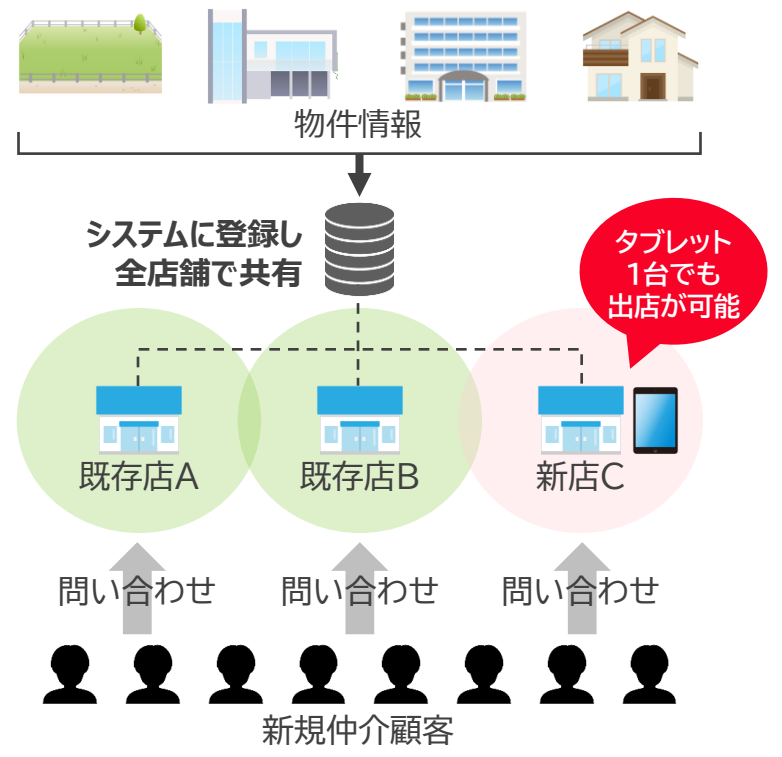 物件情報
システムに登録し
全店舗で共有
タブレット
1台でも
出店が可能
既存店A
既存店B
新店C
問い合わせ
問い合わせ
問い合わせ
新規仲介顧客